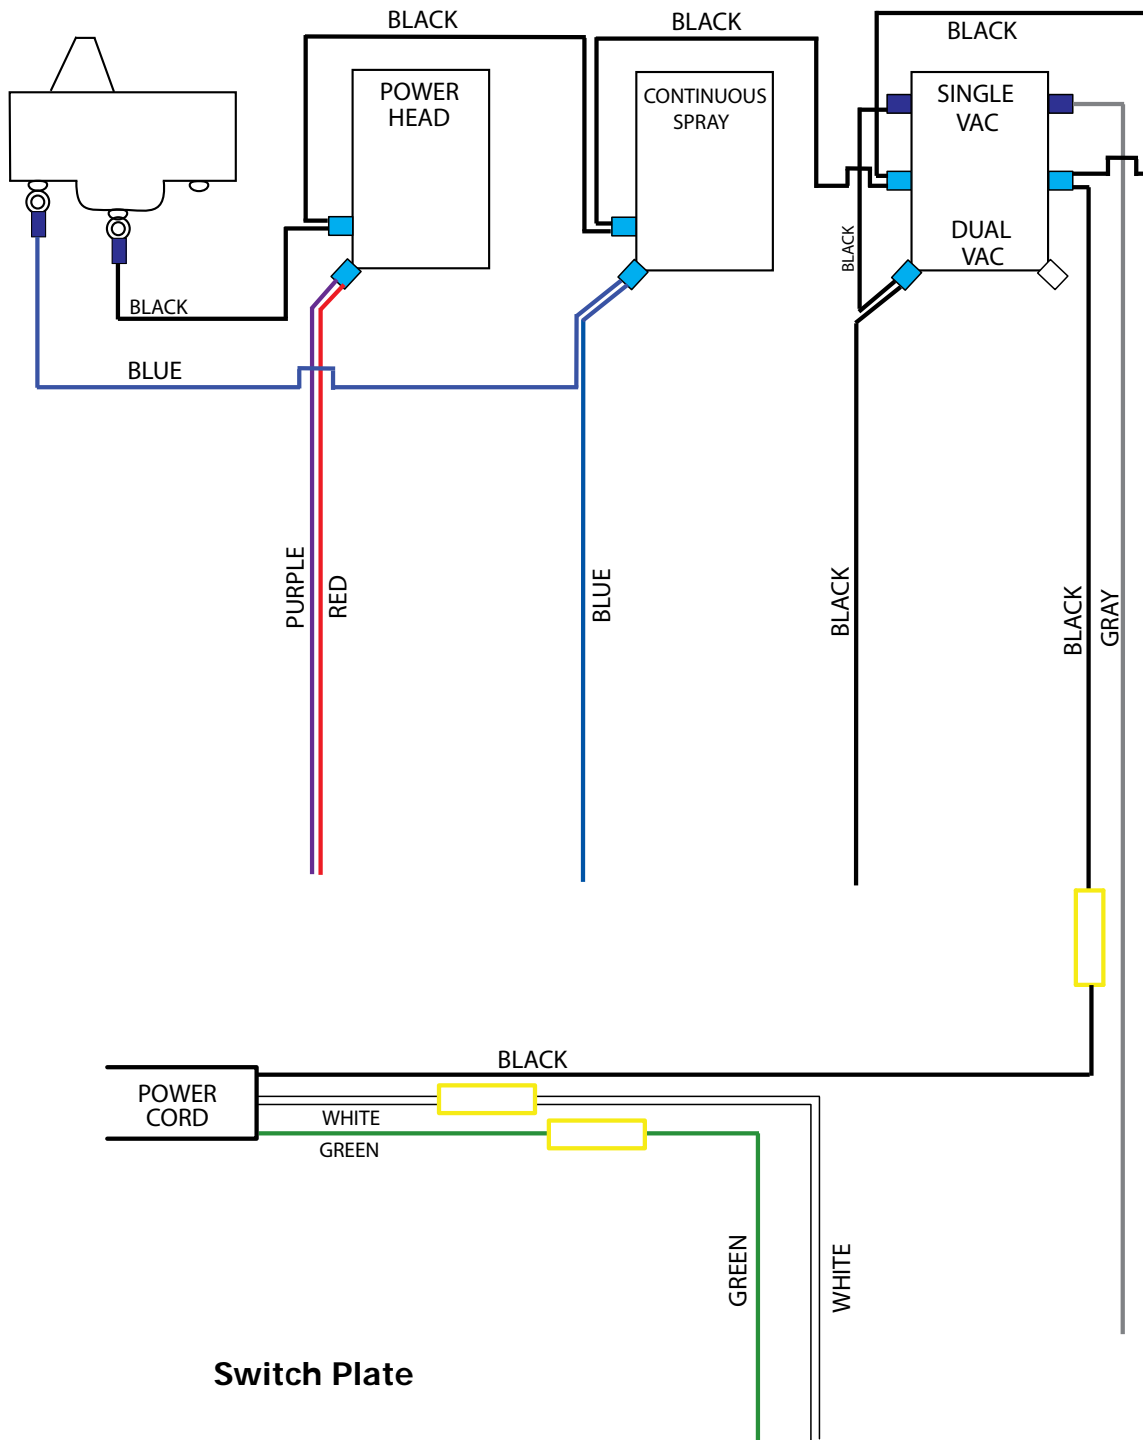 BLACK
BLACK
BLACK
POWER
HEAD
CONTINUOUS
SPRAY
SINGLE
VAC
DUAL
VAC
BLACK
BLACK
BLUE
PURPLE
RED
BLUE
BLACK
BLACK
GRAY
BLACK
POWER
CORD
WHITE
GREEN
GREEN
WHITE
Switch Plate